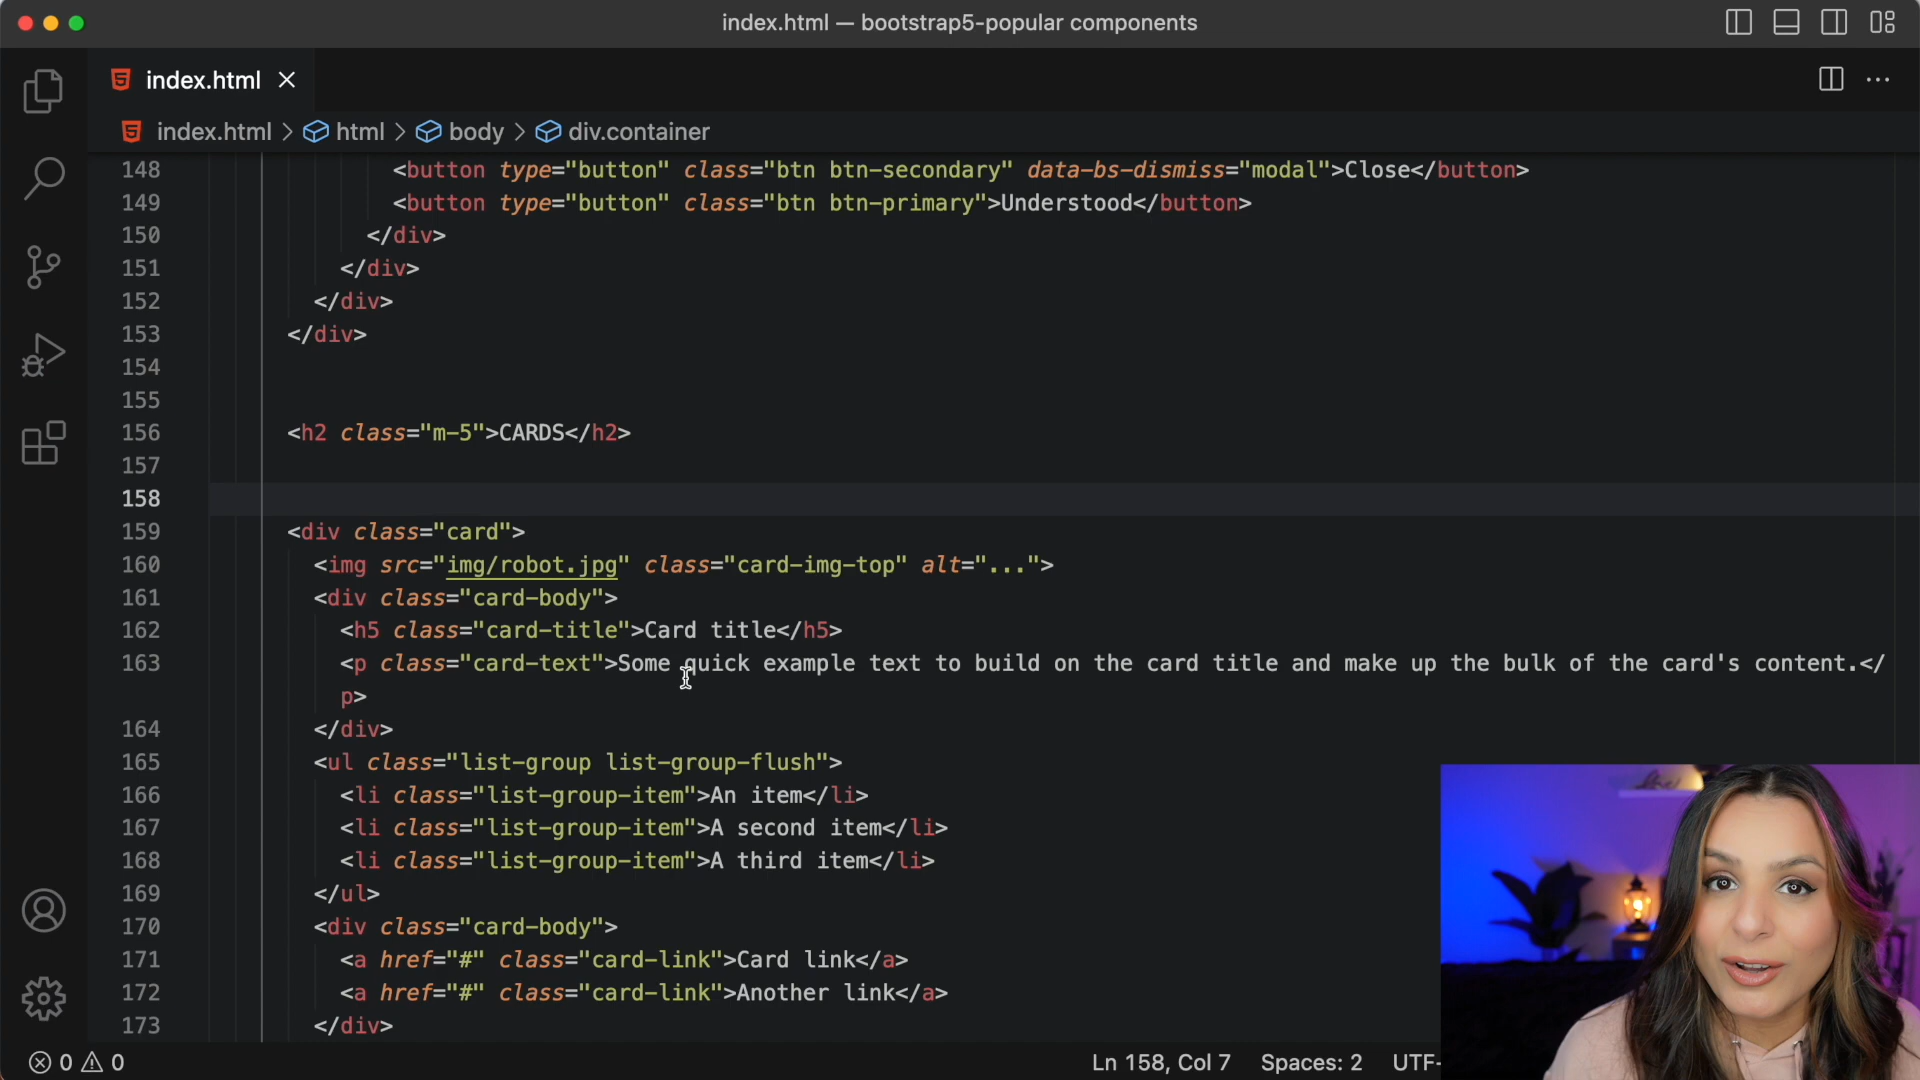 index.html — bootstrap5-popular components
index.html
index.html > html > body > div.container
148 <button type="button" class="btn btn-secondary" data-bs-dismiss="modal">Close</button>
149 <button type="button" class="btn btn-primary">Understood</button>
150 </div>
151 </div>
152 </div>
153 </div>
154
155
156 <h2 class="m-5">CARDS</h2>
157
158
159 <div class="card">
160 <img src="img/robot.jpg" class="card-img-top" alt="...">
161 <div class="card-body">
162 <h5 class="card-title">Card title</h5>
163 <p class="card-text">Some quick example text to build on the card title and make up the bulk of the card's content.</
p>
164 </div>
165 <ul class="list-group list-group-flush">
166 <li class="list-group-item">An item</li>
167 <li class="list-group-item">A second item</li>
168 <li class="list-group-item">A third item</li>
169 </ul>
170 <div class="card-body">
171 <a href="#" class="card-link">Card link</a>
172 <a href="#" class="card-link">Another link</a>
173 </div>
0 0 Ln 158, Col 7 Spaces: 2 UTF-